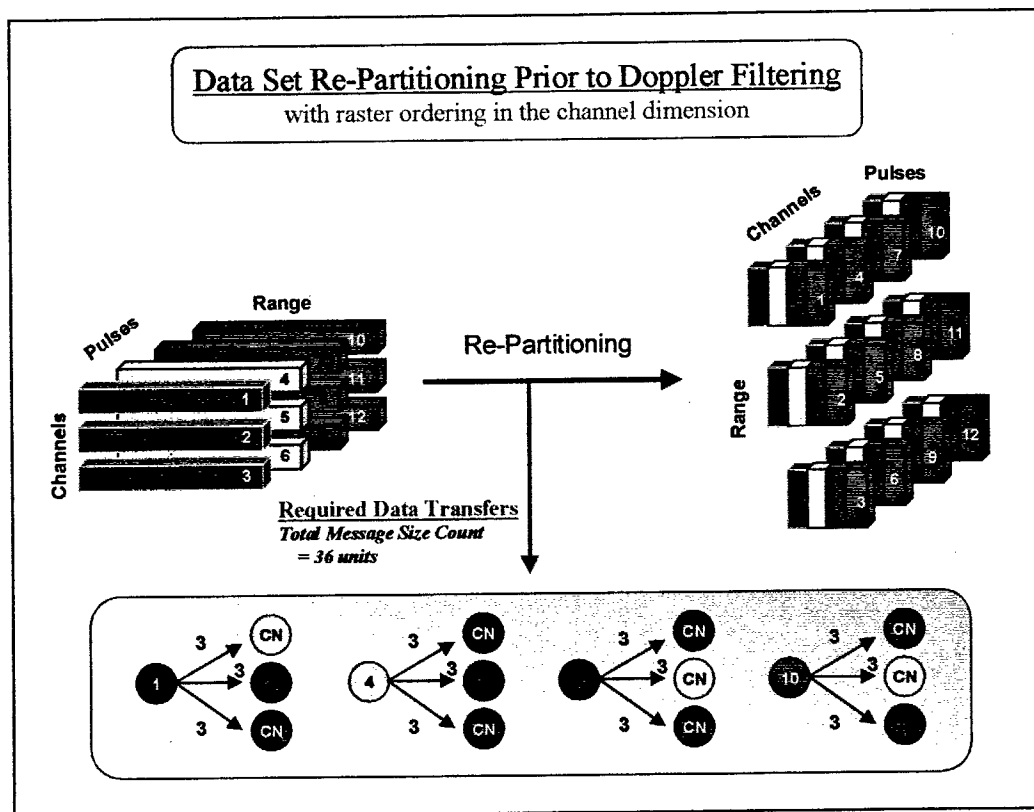 Data Set Re-Partitioning Prior to Doppler Filtering
with raster ordering in the channel dimension
Pulses
Channels
10
7
4
1
Range
11
8
5
2
12
9
6
3
Range
Pulses
Channels
10
4
11
1
5
12
2
6
3
Re-Partitioning
Required Data Transfers
Total Message Size Count
= 36 units
1
3
3
3
CN
CN
4
3
3
3
CN
CN
3
3
3
CN
CN
CN
10
3
3
3
CN
CN